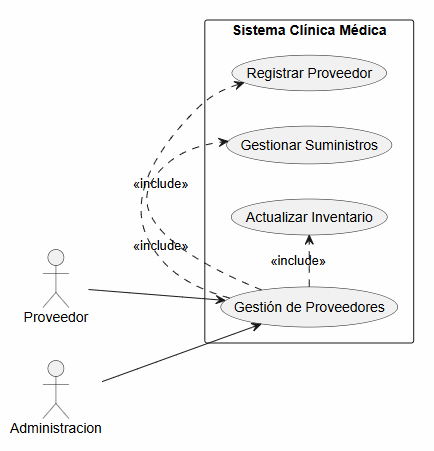 Sistema Clínica Médica
Registrar Proveedor
Gestionar Suministros
«include»
Actualizar Inventario
«include»
«include»
Gestión de Proveedores
Proveedor
Administracion